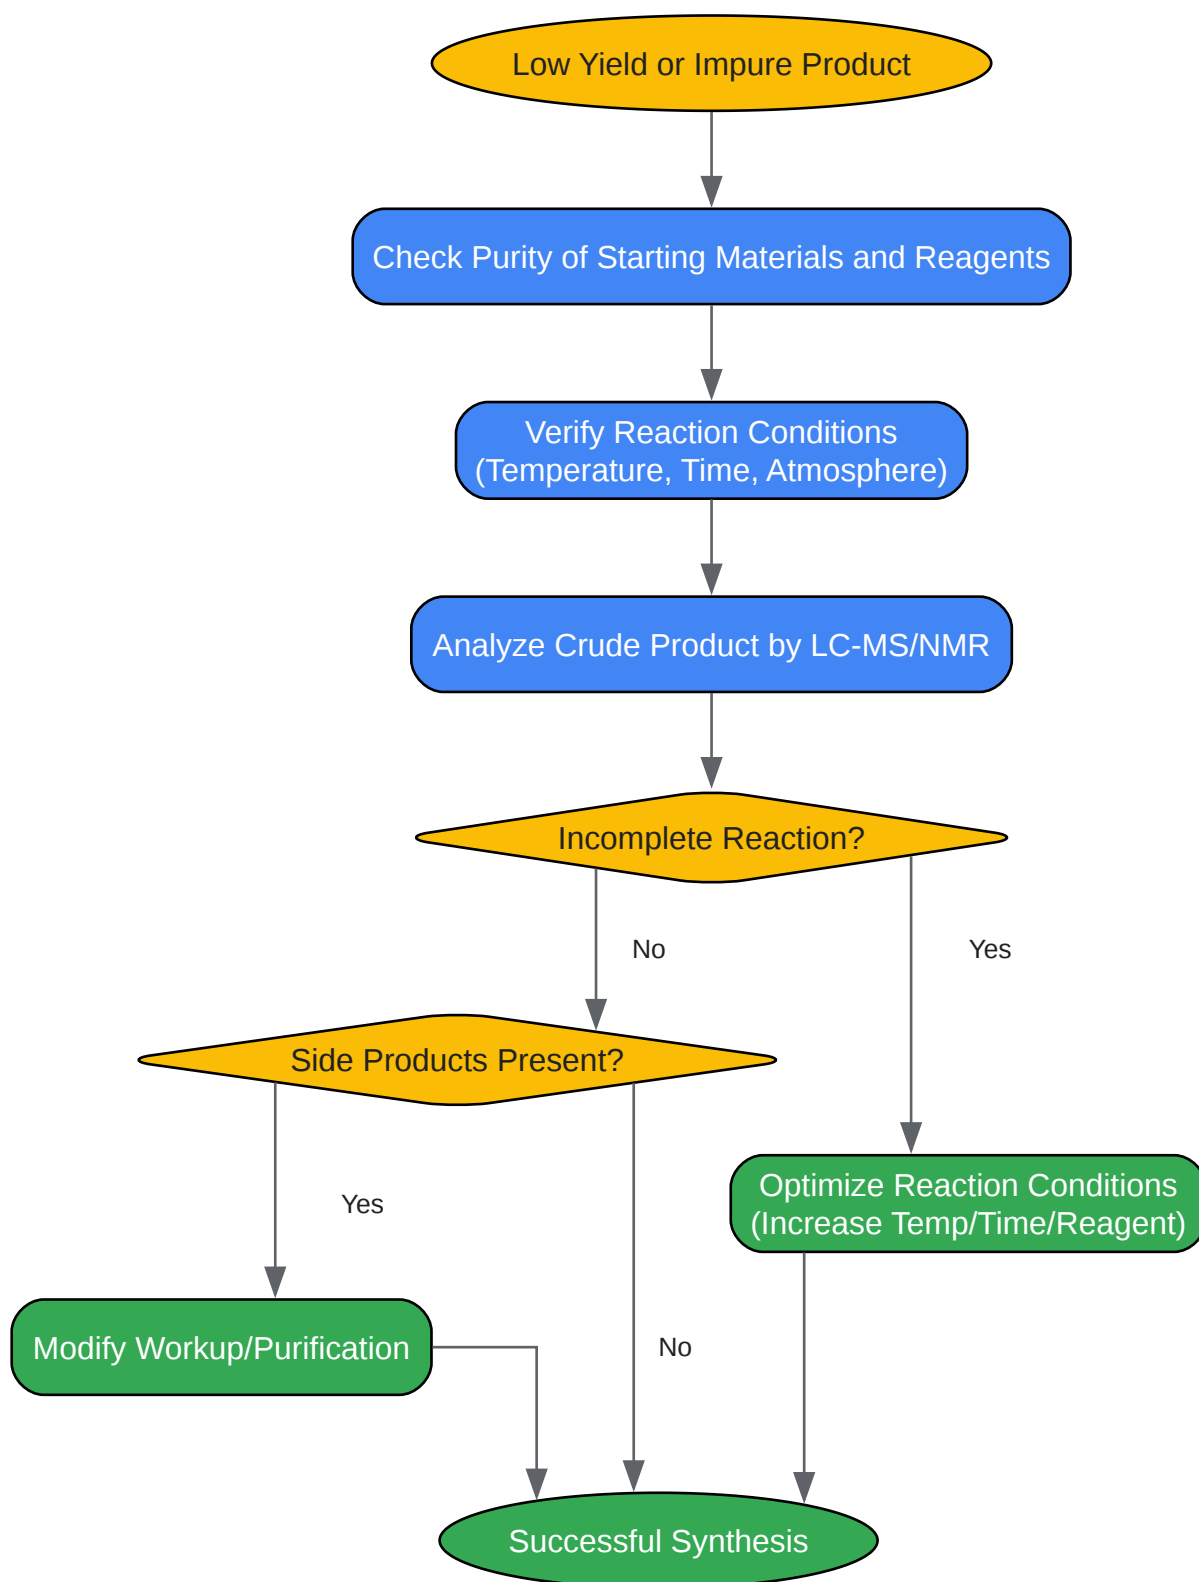 Low Yield or Impure Product
Check Purity of Starting Materials and Reagents
Verify Reaction Conditions
(Temperature, Time, Atmosphere)
Analyze Crude Product by LC-MS/NMR
Incomplete Reaction?
No
Yes
Side Products Present?
Optimize Reaction Conditions
(Increase Temp/Time/Reagent)
Yes
Modify Workup/Purification
No
Successful Synthesis